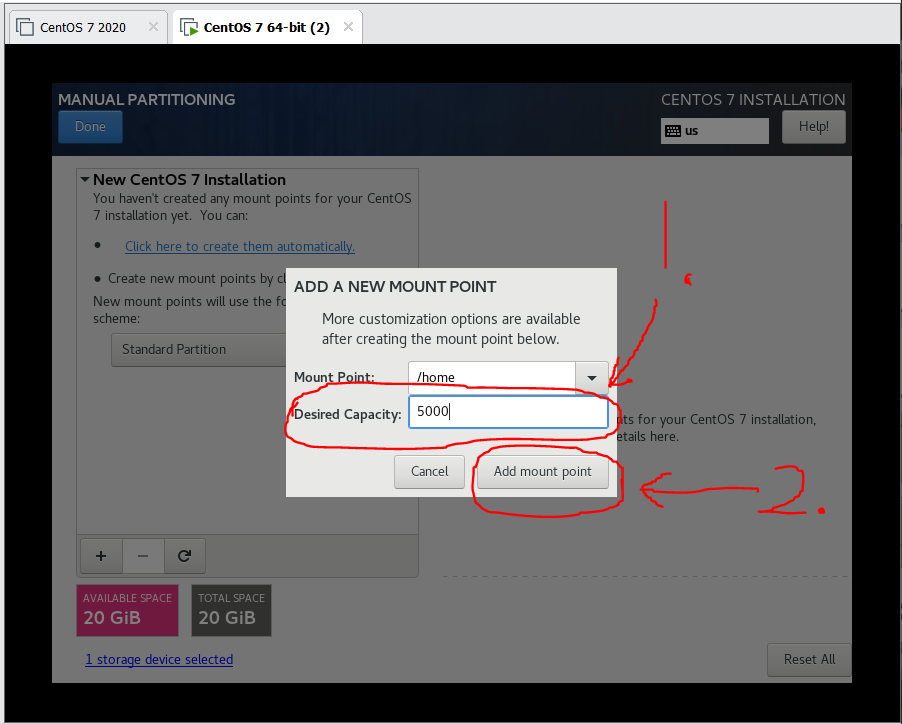 CentOS 7 2020
CentOS 7 64-bit (2)
MANUAL PARTITIONING
CENTOS 7 INSTALLATION
Done
us
Help!
New CentOS 7 Installation
You haven't created any mount points for your CentOS
7 installation yet. You can:
Click here to create them automatically.
Create new mount points by cl
New mount points will use the fo
scheme:
Standard Partition
ADD A NEW MOUNT POINT
More customization options are available
after creating the mount point below.
Mount Point:
/home
Desired Capacity:
5000
Cancel
Add mount point
1.
2.
nts for your CentOS 7 installation,
etails here.
+
−
AVAILABLE SPACE
20 GiB
TOTAL SPACE
20 GiB
1 storage device selected
Reset All